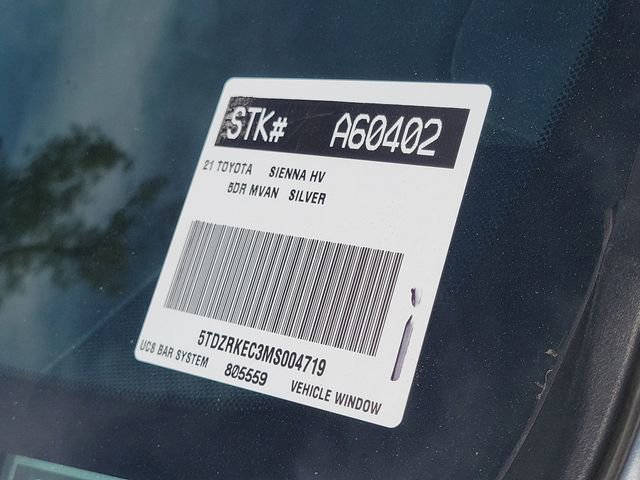 STK# A60402
21 TOYOTA SIENNA HV
5DR MVAN SILVER
5TDZRKEC3MS004719
UCS BAR SYSTEM 805559 VEHICLE WINDOW